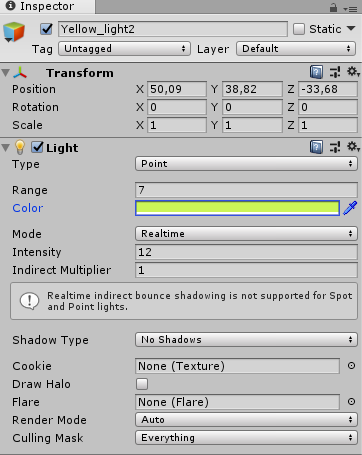 Inspector
Yellow_light2 Static
Tag Untagged Layer Default
Transform
Position X 50,09 Y 38,82 Z -33,68
Rotation X 0 Y 0 Z 0
Scale X 1 Y 1 Z 1
Light
Type Point
Range 7
Color
Mode Realtime
Intensity 12
Indirect Multiplier 1
Realtime indirect bounce shadowing is not supported for Spot
and Point lights.
Shadow Type No Shadows
Cookie None (Texture)
Draw Halo
Flare None (Flare)
Render Mode Auto
Culling Mask Everything